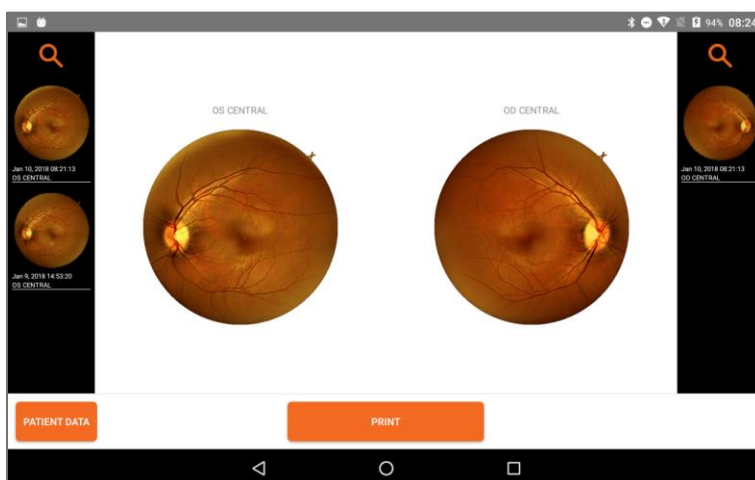 94% 08:24
OS CENTRAL
OD CENTRAL
Jan 10, 2018 08:21:13
OS CENTRAL
Jan 9, 2018 14:53:20
OS CENTRAL
Jan 10, 2018 08:21:13
OD CENTRAL
PATIENT DATA
PRINT